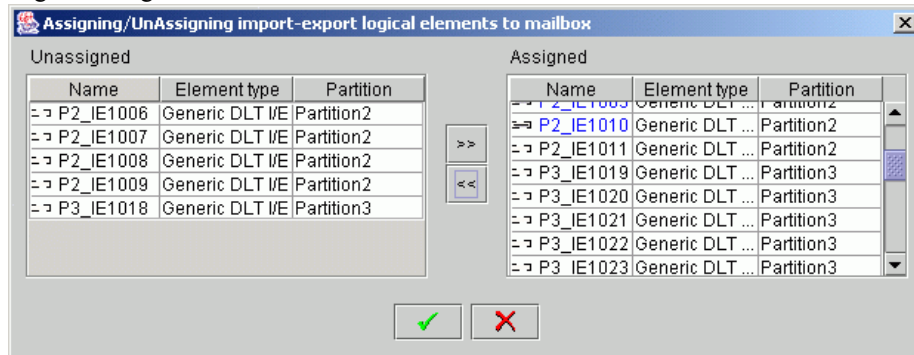 Assigning/UnAssigning import-export logical elements to mailbox
Unassigned
Name Element type Partition
P2_IE1006 Generic DLT I/E Partition2
P2_IE1007 Generic DLT I/E Partition2
P2_IE1008 Generic DLT I/E Partition2
P2_IE1009 Generic DLT I/E Partition2
P3_IE1018 Generic DLT I/E Partition3
>>
<<
Assigned
Name Element type Partition
Generic DLT ... Partition2
P2_IE1010 Generic DLT ... Partition2
P2_IE1011 Generic DLT ... Partition2
P3_IE1019 Generic DLT ... Partition3
P3_IE1020 Generic DLT ... Partition3
P3_IE1021 Generic DLT ... Partition3
P3_IE1022 Generic DLT ... Partition3
P3_IE1023 Generic DLT ... Partition3